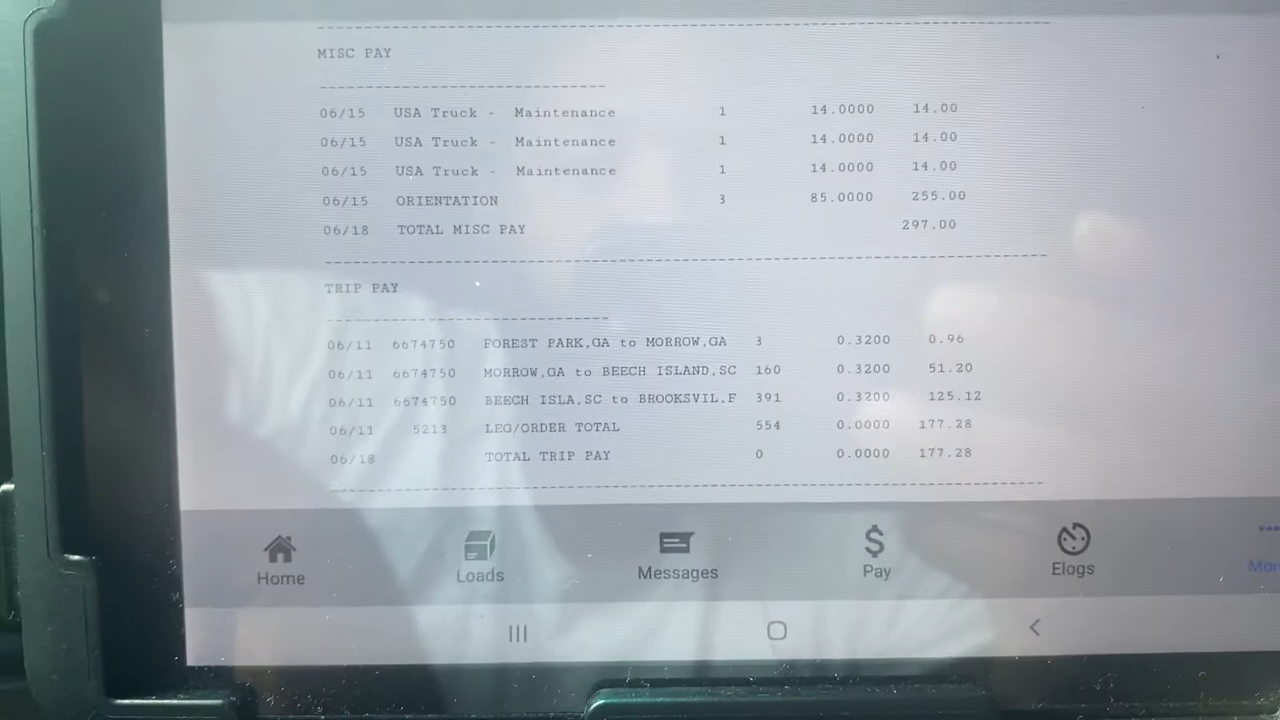 MISC PAY
06/15 USA Truck - Maintenance 1 14.0000 14.00
06/15 USA Truck - Maintenance 1 14.0000 14.00
06/15 USA Truck - Maintenance 1 14.0000 14.00
06/15 ORIENTATION 3 85.0000 255.00
06/18 TOTAL MISC PAY 297.00
TRIP PAY
06/11 6674750 FOREST PARK,GA to MORROW,GA 3 0.3200 0.96
06/11 6674750 MORROW,GA to BEECH ISLAND,SC 160 0.3200 51.20
06/11 6674750 BEECH ISLA,SC to BROOKSVIL,F 391 0.3200 125.12
06/11 5213 LEG/ORDER TOTAL 554 0.0000 177.28
06/18 TOTAL TRIP PAY 0 0.0000 177.28
Home Loads Messages Pay Elogs